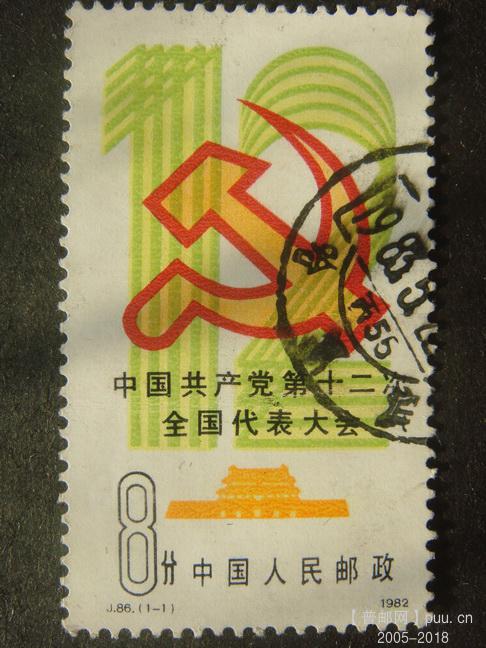 12
中国共产党第十二次
全国代表大会
8分 中国人民邮政
J.86.(1-1) 1982
【普邮网】puu.cn
2005-2018